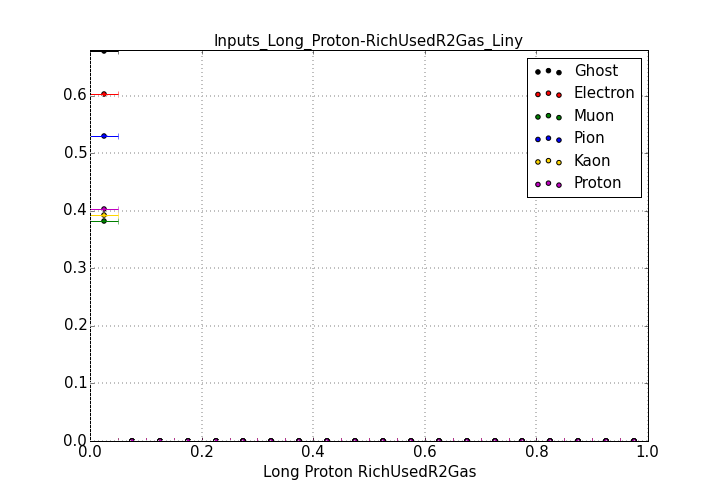 Inputs_Long_Proton-RichUsedR2Gas_Liny
Ghost
Electron
Muon
Pion
Kaon
Proton
0.6
0.5
0.4
0.3
0.2
0.1
0.0
0.0 0.2 0.4 0.6 0.8 1.0
Long Proton RichUsedR2Gas